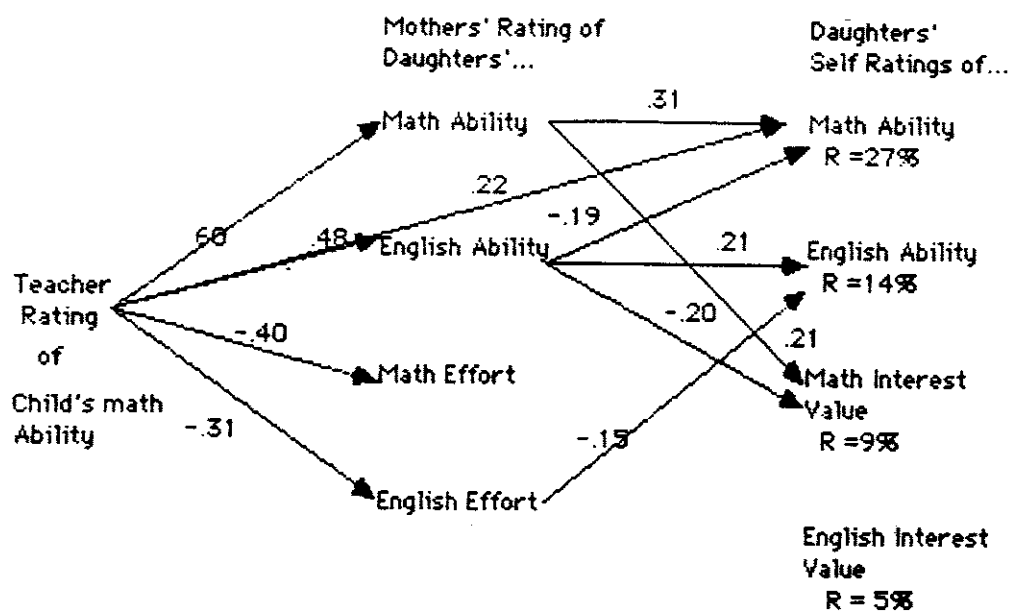 Mothers' Rating of
Daughters'...
Daughters'
Self Ratings of...
.31
Math Ability
Math Ability
R =27%
.22
-.19
.60
.48
English Ability
.21
English Ability
R =14%
Teacher
Rating
of
Child's math
Ability
-.40
-.20
.21
Math Effort
Math Interest
Value
R =9%
-.31
-.15
English Effort
English Interest
Value
R = 5%